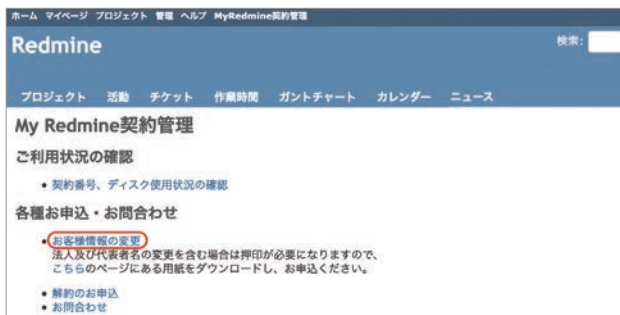 ホーム マイページ プロジェクト 管理 ヘルプ MyRedmine契約管理
Redmine
検索:
プロジェクト 活動 チケット 作業時間 ガントチャート カレンダー ニュース
My Redmine契約管理
ご利用状況の確認
• 契約番号、ディスク使用状況の確認
各種お申込・お問合わせ
• お客様情報の変更
法人及び代表者名の変更を含む場合は押印が必要になりますので、
こちらのページにある用紙をダウンロードし、お申込ください。
• 解約のお申込
• お問合わせ